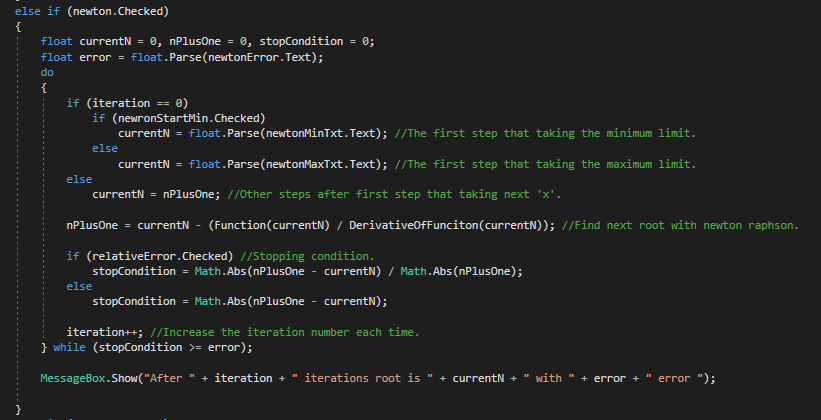 else if (newton.Checked)
{
float currentN = 0, nPlusOne = 0, stopCondition = 0;
float error = float.Parse(newtonError.Text);
do
{
if (iteration == 0)
if (newronStartMin.Checked)
currentN = float.Parse(newtonMinTxt.Text); //The first step that taking the minimum limit.
else
currentN = float.Parse(newtonMaxTxt.Text); //The first step that taking the maximum limit.
else
currentN = nPlusOne; //Other steps after first step that taking next 'x'.
nPlusOne = currentN - (Function(currentN) / DerivativeOfFunciton(currentN)); //Find next root with newton raphson.
if (relativeError.Checked) //Stopping condition.
stopCondition = Math.Abs(nPlusOne - currentN) / Math.Abs(nPlusOne);
else
stopCondition = Math.Abs(nPlusOne - currentN);
iteration++; //Increase the iteration number each time.
} while (stopCondition >= error);
MessageBox.Show("After " + iteration + " iterations root is " + currentN + " with " + error + " error ");
}